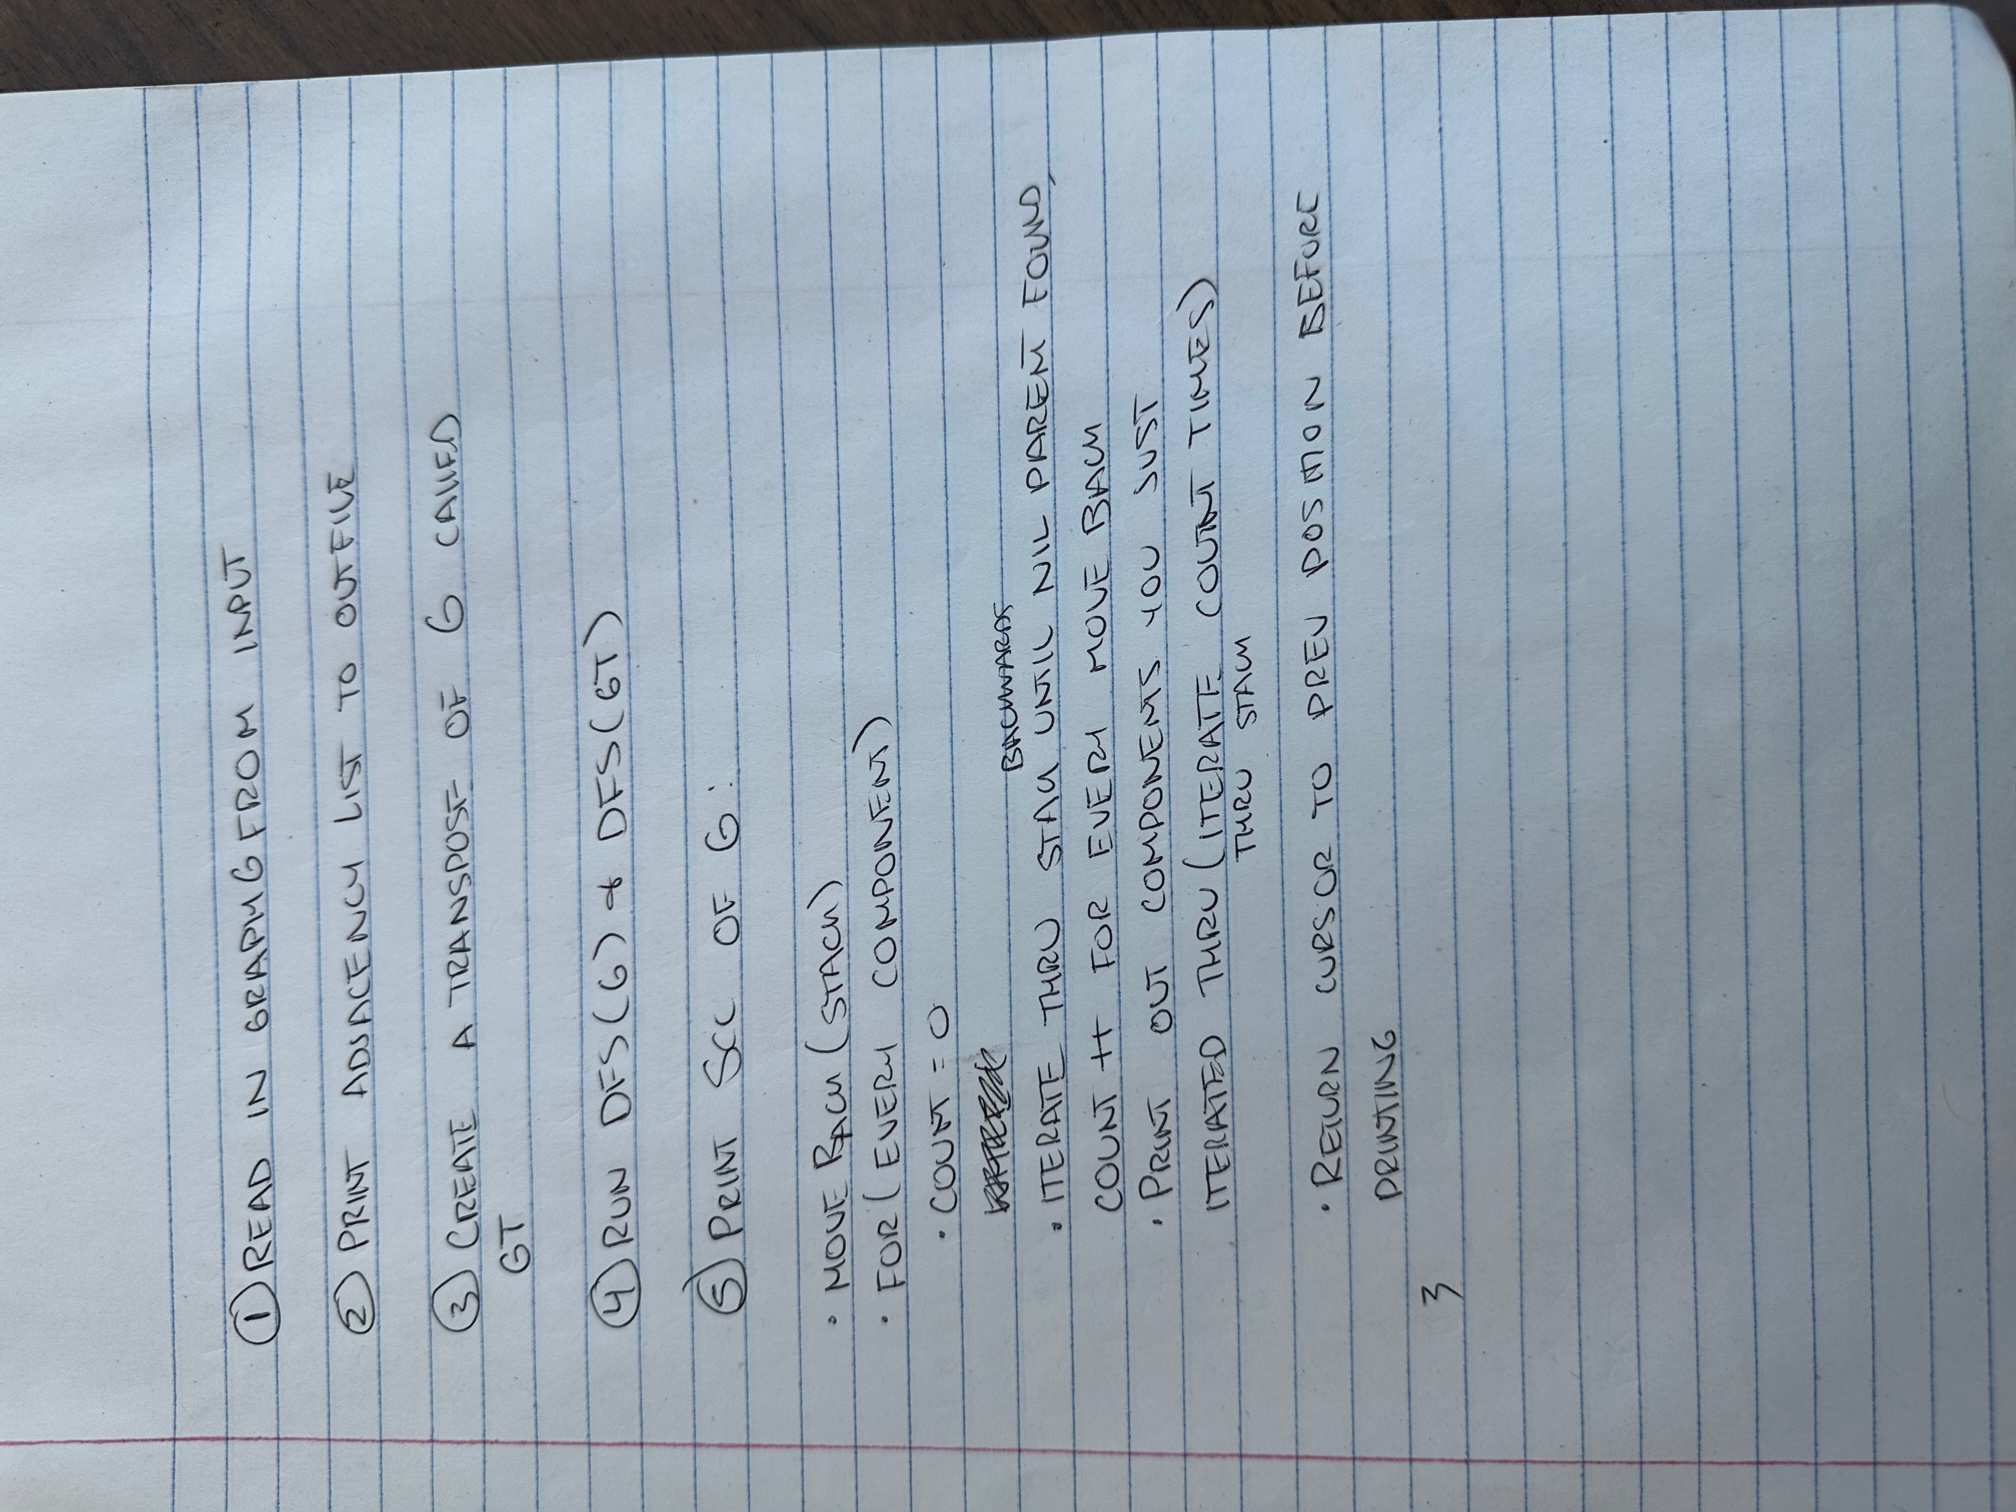 ① READ IN GRAPH G FROM INPUT
② PRINT ADJACENCY LIST TO OUTFILE
③ CREATE A TRANSPOSE OF G CALLED
GT
④ RUN DFS(G) & DFS(GT)
⑤ PRINT SCC OF G:
• MOVE BACK (STACK)
• FOR (EVERY COMPONENT)
• COUNT = 0
BACKWARDS
• ITERATE THRU STACK UNTIL NIL PARENT FOUND,
COUNT ++ FOR EVERY MOVE BACK
• PRINT OUT COMPONENTS YOU JUST
ITERATED THRU (ITERATE COUNT TIMES)
THRU STACK
• RETURN CURSOR TO PREV POSITION BEFORE
PRINTING
}